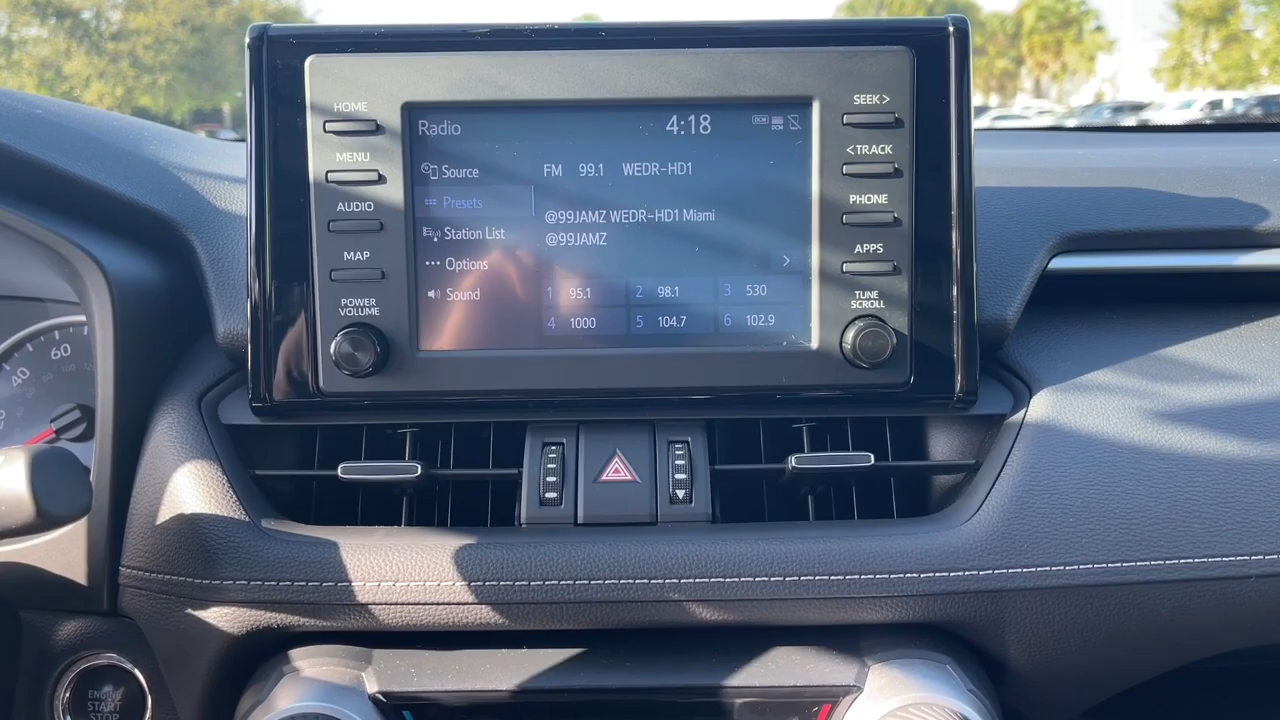 HOME
MENU
AUDIO
MAP
POWER
VOLUME
Radio
4:18
DCM
DCM
Source
Presets
Station List
Options
Sound
FM 99.1 WEDR-HD1
@99JAMZ WEDR-HD1 Miami
@99JAMZ
>
1 95.1
2 98.1
3 530
4 1000
5 104.7
6 102.9
SEEK >
< TRACK
PHONE
APPS
TUNE
SCROLL
60
40
ENGINE
START
STOP